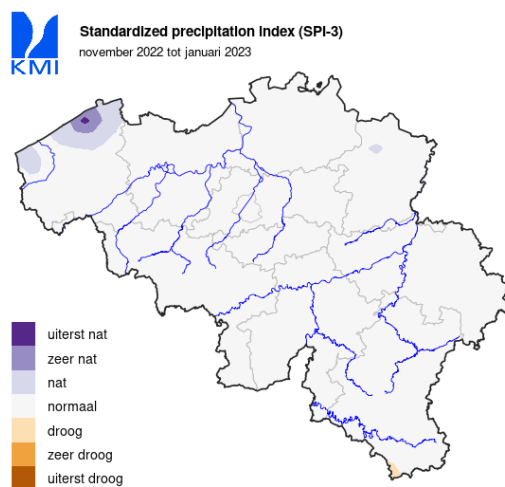 Standardized precipitation index (SPI-3)
november 2022 tot januari 2023
KMI
uiterst nat
zeer nat
nat
normaal
droog
zeer droog
uiterst droog